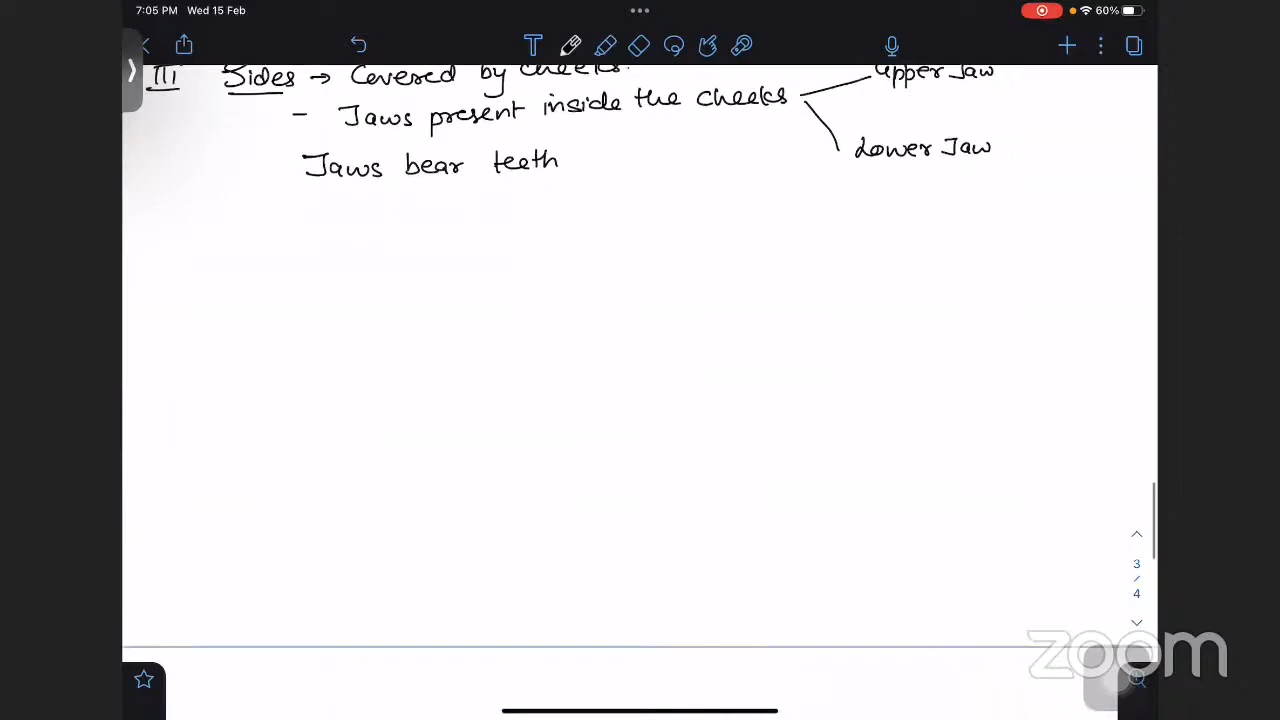 7:05 PM Wed 15 Feb
60%
III Sides → Covered by cheeks.
- Jaws present inside the cheeks
Upper Jaw
Lower Jaw
Jaws bear teeth
3
/
4
zoom